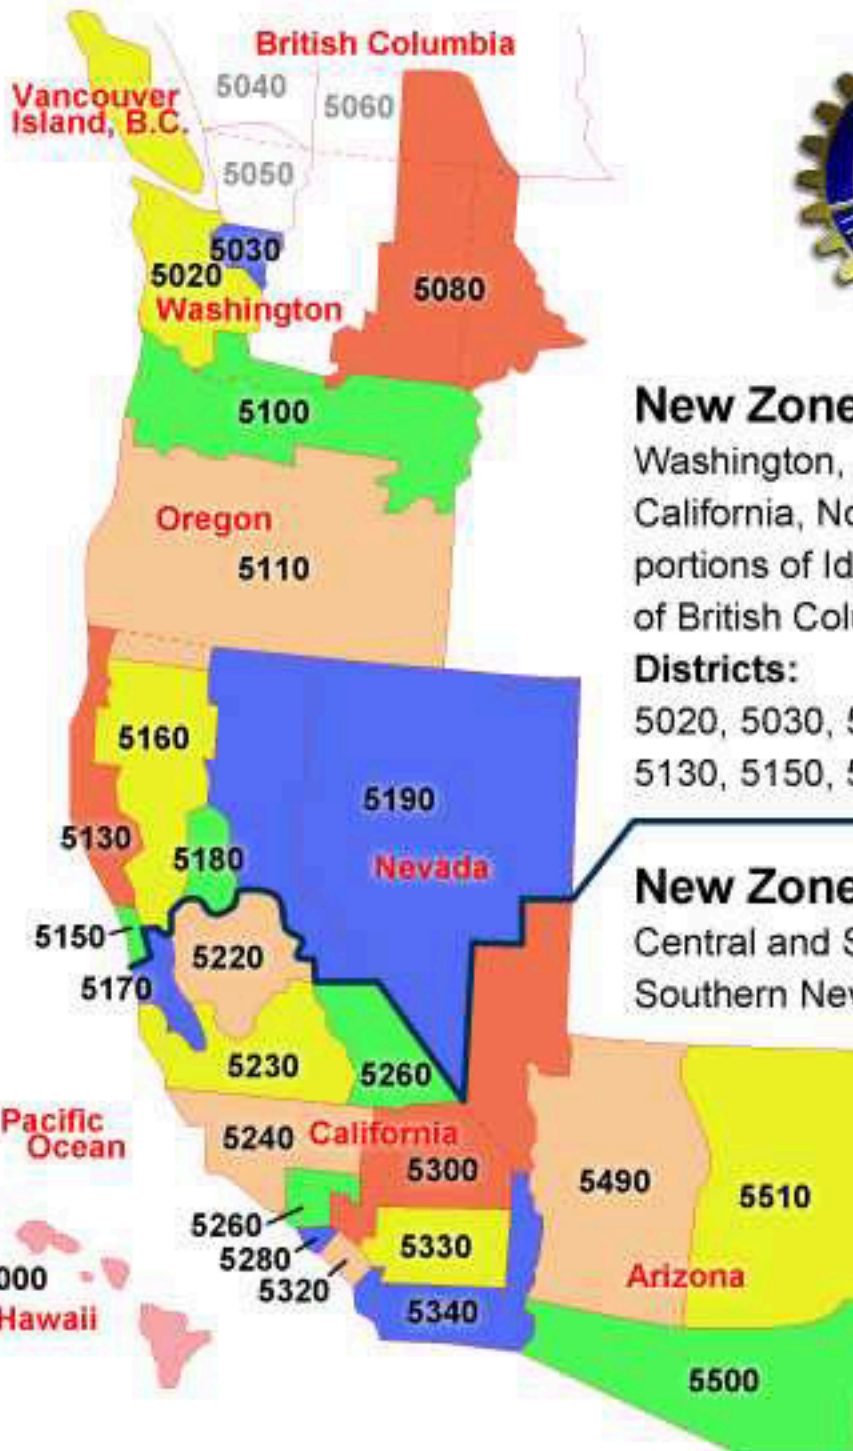 British Columbia
5040
5060
Vancouver
Island, B.C.
5050
5030
5020
Washington
5080
5100
New Zone
Washington,
Oregon
California, No
5110
portions of Id
of British Colu
Districts:
5020, 5030, 5
5160
5130, 5150, 5
5190
5130
5180
Nevada
New Zone
5150
Central and S
5220
5170
Southern Nev
5230
5260
Pacific
Ocean
5240
California
5300
5490
5510
5260
5280
5330
000
5320
Arizona
Hawaii
5340
5500